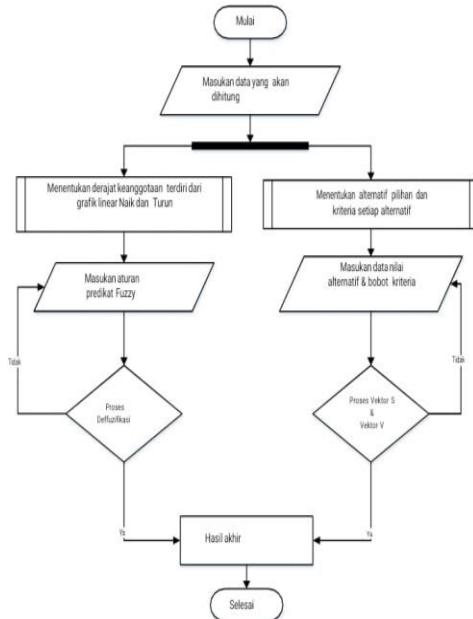 Mulai
Masukan data yang akan
dihitung
Menentukan derajat keanggotaan terdiri dari
grafik linear Naik dan Turun
Menentukan alternatif pilihan dan
kriteria setiap alternatif
Masukan aturan
predikat Fuzzy
Masukan data nilai
alternatif & bobot kriteria
Tidak
Tidak
Proses
Deffuzifikasi
Proses Vektor S
&
Vektor V
Ya
Ya
Hasil akhir
Selesai